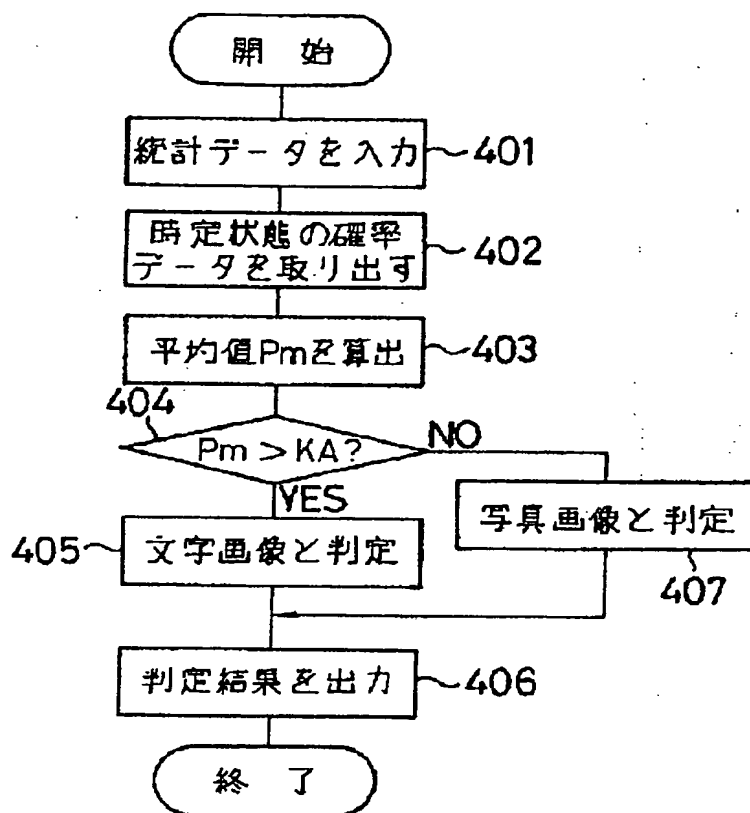 開始
統計データを入力
401
時定状態の確率
データを取り出す
402
平均値Pmを算出
403
404
Pm＞KA?
NO
YES
405
文字画像と判定
写真画像と判定
407
判定結果を出力
406
終了